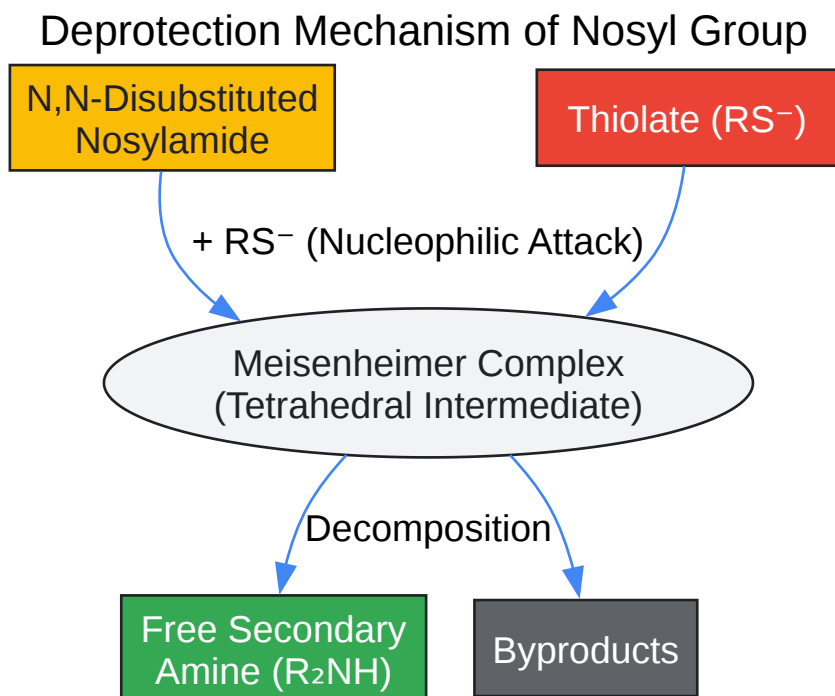 Deprotection Mechanism of Nosyl Group
N,N-Disubstituted
Nosylamide
Thiolate (RS⁻)
+ RS⁻ (Nucleophilic Attack)
Meisenheimer Complex
(Tetrahedral Intermediate)
Decomposition
Free Secondary
Amine (R₂NH)
Byproducts